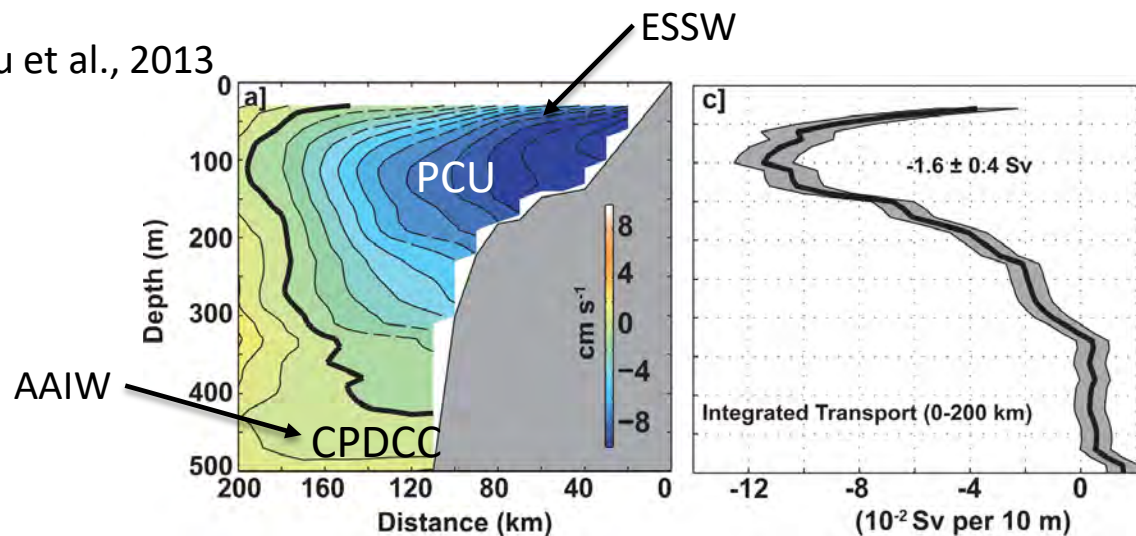 ESSW
u et al., 2013
a]
c]
0
100
200
300
400
500
Depth (m)
PCU
CPDCC
AAIW
8
4
0
−4
−8
cm s⁻¹
200 160 120 80 40 0
Distance (km)
-1.6 ± 0.4 Sv
Integrated Transport (0-200 km)
-12 -8 -4 0
(10⁻² Sv per 10 m)